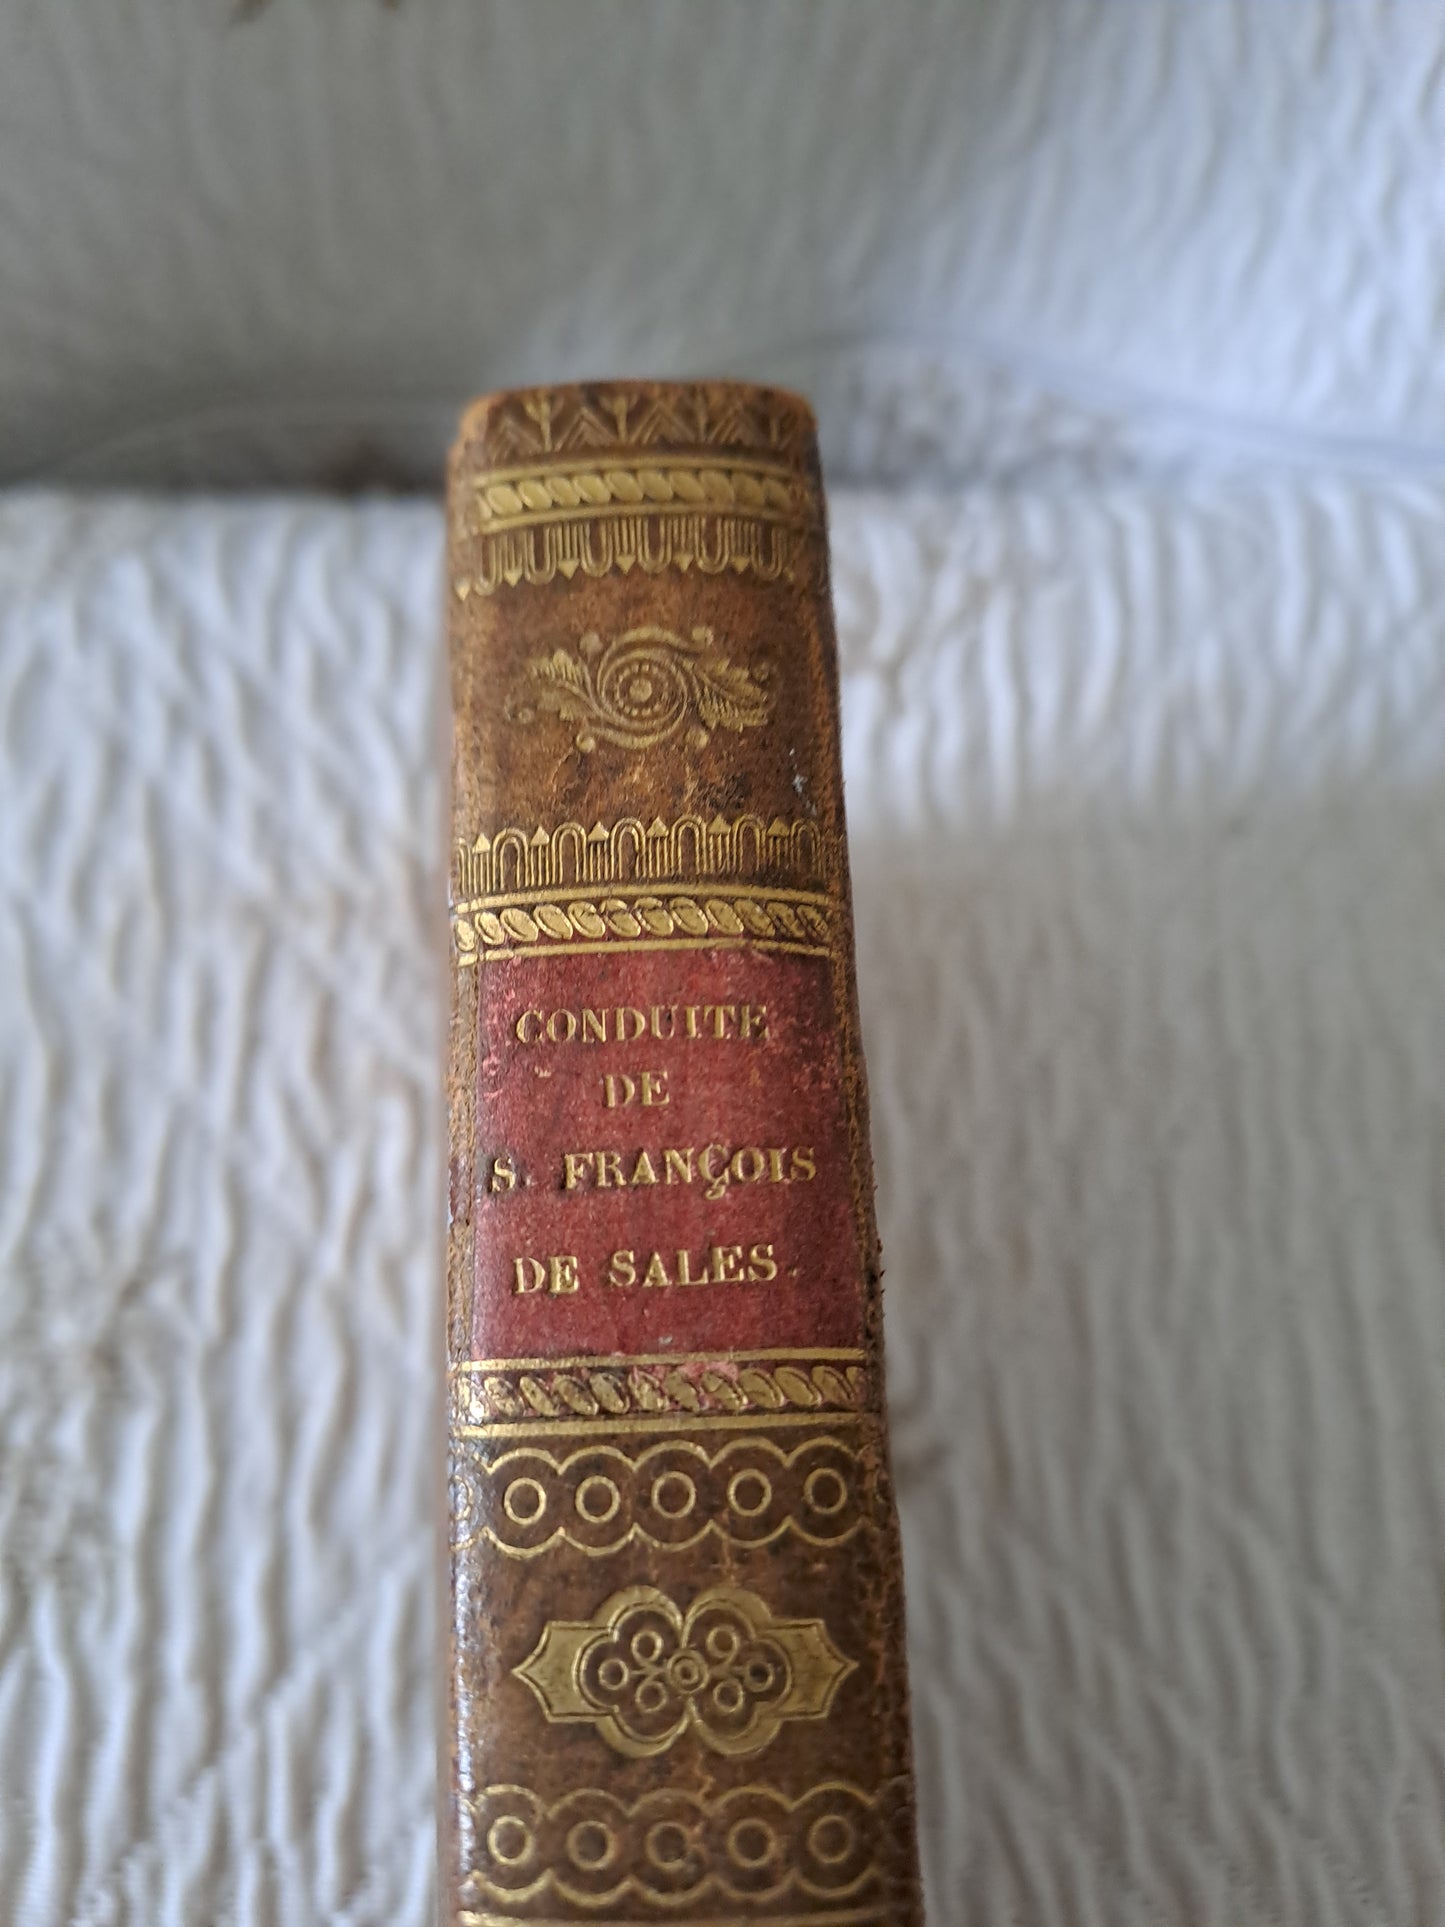 CONDUITE
DE
S. FRANÇOIS
DE SALES.